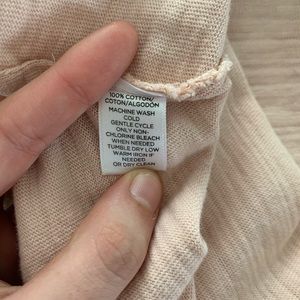 100% COTTON/
COTON/ALGODÓN
MACHINE WASH
COLD
GENTLE CYCLE
ONLY NON-
CHLORINE BLEACH
WHEN NEEDED
TUMBLE DRY LOW
WARM IRON IF
NEEDED
OR DRY CLEAN